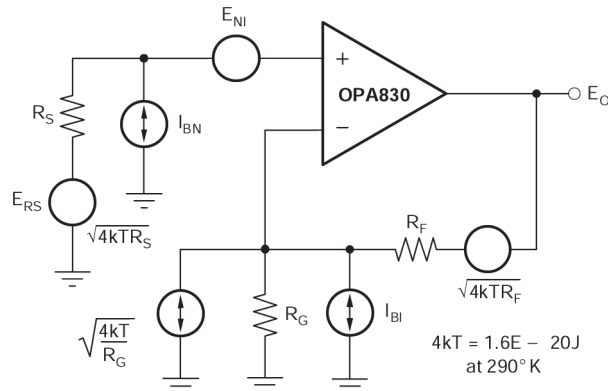 E_NI
+
OPA830
E_O
R_S
I_BN
−
E_RS
√4kTR_S
R_F
√4kTR_F
√4kT/R_G
R_G
I_BI
4kT = 1.6E − 20J
at 290°K